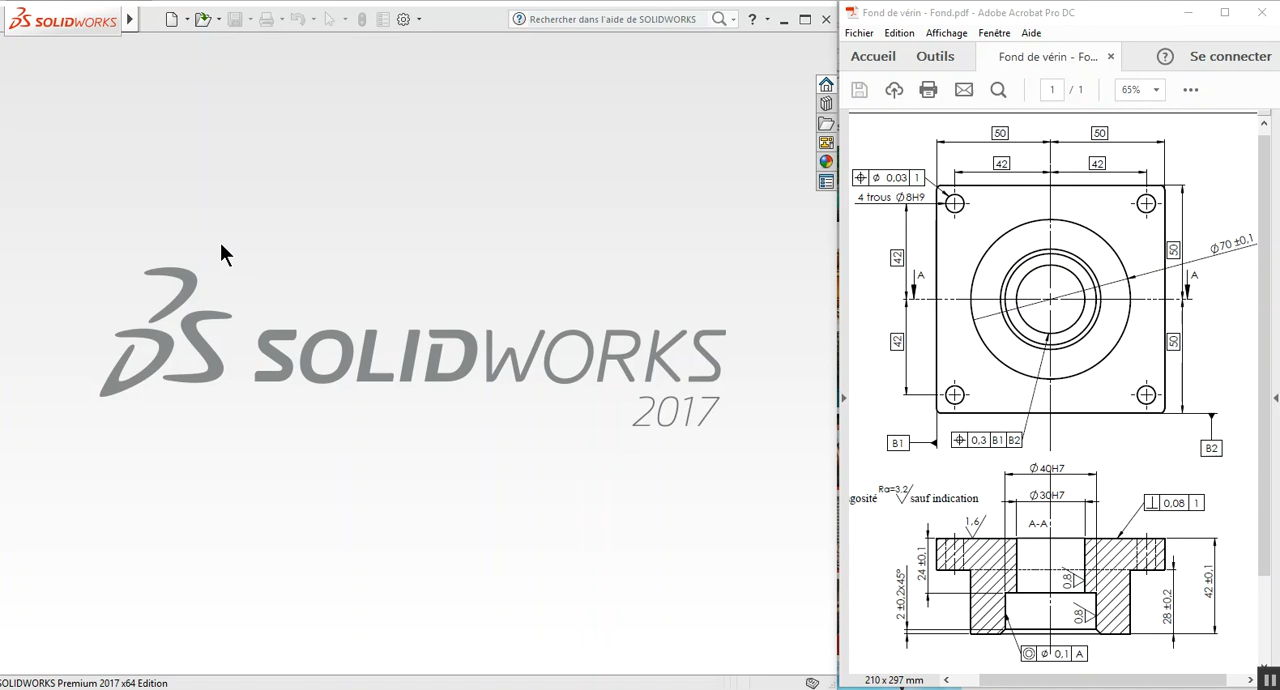 SOLIDWORKS
Rechercher dans l'aide de SOLIDWORKS
?
SOLIDWORKS
2017
SOLIDWORKS Premium 2017 x64 Edition
Fond de vérin - Fond.pdf - Adobe Acrobat Pro DC
Fichier Edition Affichage Fenêtre Aide
Accueil Outils Fond de vérin - Fo... × ? Se connecter
1 / 1 65%
50 50
42 42
⌖ ⌀ 0,03 1
4 trous ⌀8H9
⌀70 ±0,1
42 50
A A
42 50
B1 ⌖ 0,3 B1 B2 B2
⌀40H7
Ra=3.2
gosité sauf indication
⌀30H7
⊥ 0,08 1
1,6 A-A
24 ±0,1
0,8
42 ±0,1
2 ±0,2x45°
28 ±0,2
0,8
◎ ⌀ 0,1 A
210 x 297 mm